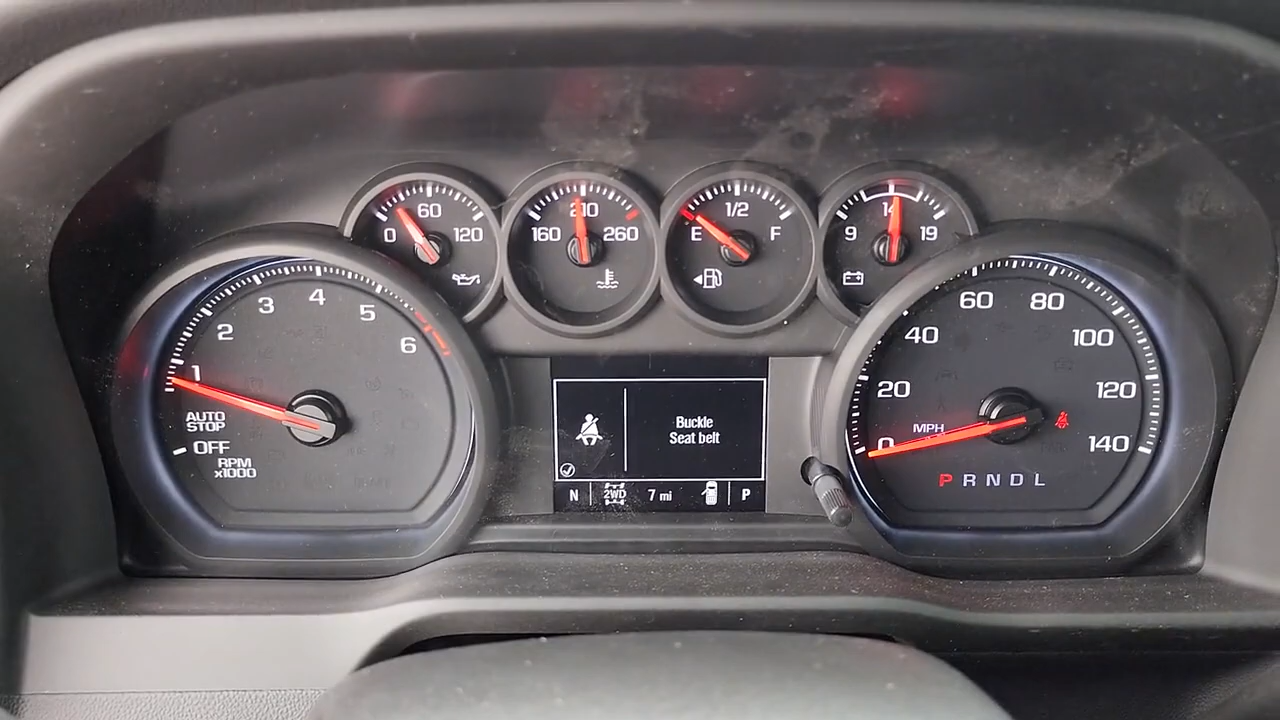 60
0 120
210
160 260
1/2
E F
14
9 19
1
2
3
4
5
6
AUTO
STOP
OFF
RPM
x1000
Buckle
Seat belt
N 2WD 7 mi P
0
20
40
60
80
100
120
140
MPH
P R N D L